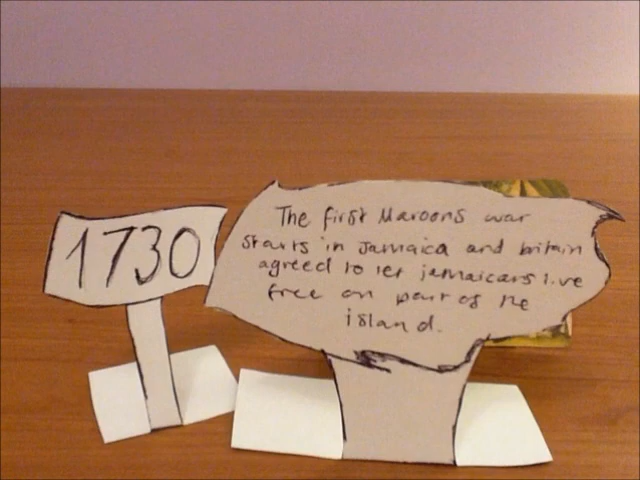 1730
The first Maroons war
starts in Jamaica and britain
agreed to let jamaicans live
free on part of the
island.